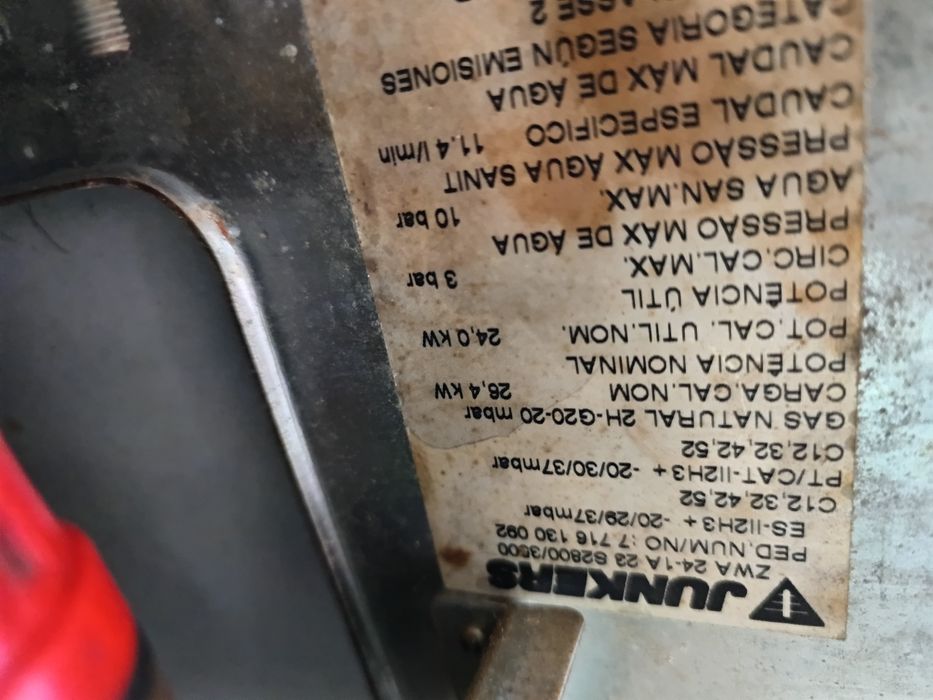 JUNKERS
ZWA 24-1A 23 S2800/3500
PED.NUM/NO :7 716 130 092
ES-II2H3 + -20/29/37mbar
C12,32,42,52
PT/CAT-II2H3 + -20/30/37mbar
C12,32,42,52
GAS NATURAL 2H-G20-20 mbar
CARGA.CAL.NOM 26,4 kW
POTÊNCIA NOMINAL
POT.CAL. UTIL.NOM. 24,0 kW
POTÊNCIA ÚTIL
CIRC.CAL.MAX. 3 bar
PRESSÃO MÁX DE ÁGUA
AGUA SAN.MAX. 10 bar
PRESSÃO MÁX ÁGUA SANIT
CAUDAL ESPECIFICO 11,4 l/min
CAUDAL MÁX DE ÁGUA
CATEGORIA SEGÚN EMISIONES
2